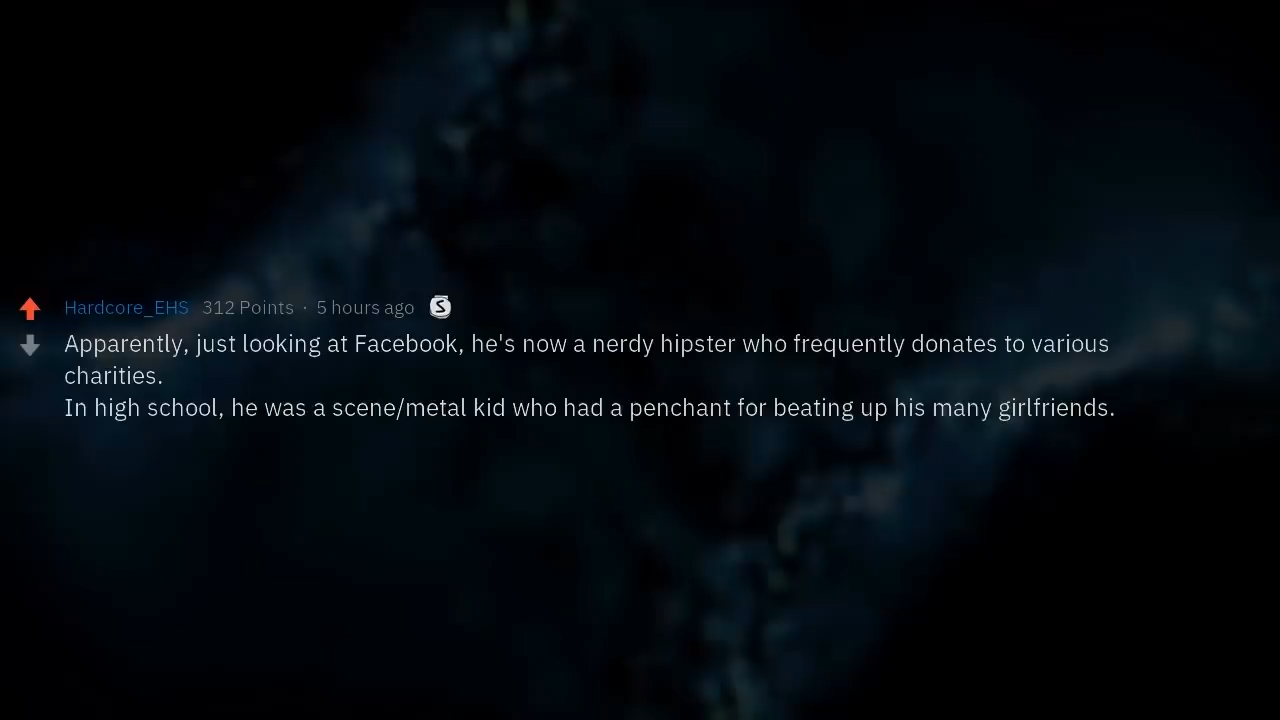 Hardcore_EHS 312 Points · 5 hours ago S
Apparently, just looking at Facebook, he's now a nerdy hipster who frequently donates to various
charities.
In high school, he was a scene/metal kid who had a penchant for beating up his many girlfriends.